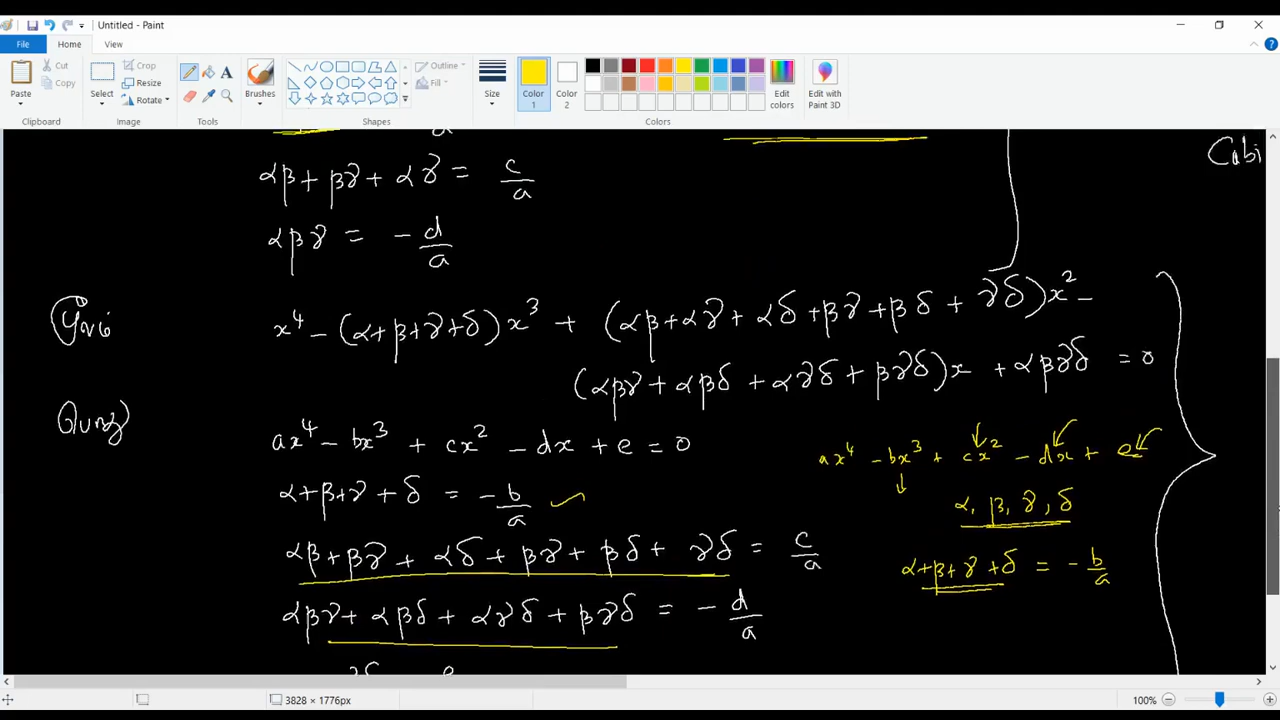 Untitled - Paint
File Home View
Paste Cut Copy Clipboard
Select Crop Resize Rotate Image
Tools
Brushes
Shapes Outline Fill
Size
Color 1 Color 2 Colors
Edit colors
Edit with Paint 3D
αβ + βγ + αγ = c/a
Cubi
αβγ = - d/a
x⁴ - (α+β+γ+δ)x³ + (αβ+αγ+αδ+βγ+βδ+γδ)x² -
(αβγ + αβδ + αγδ + βγδ)x + αβγδ = 0
ax⁴ - bx³ + cx² - dx + e = 0
ax⁴ - bx³ + cx² - dx + e
α+β+γ+δ = - b/a
α, β, γ, δ
αβ + βγ + αδ + βγ + βδ + γδ = c/a
α+β+γ+δ = - b/a
αβγ + αβδ + αγδ + βγδ = - d/a
3828 × 1776px
100%